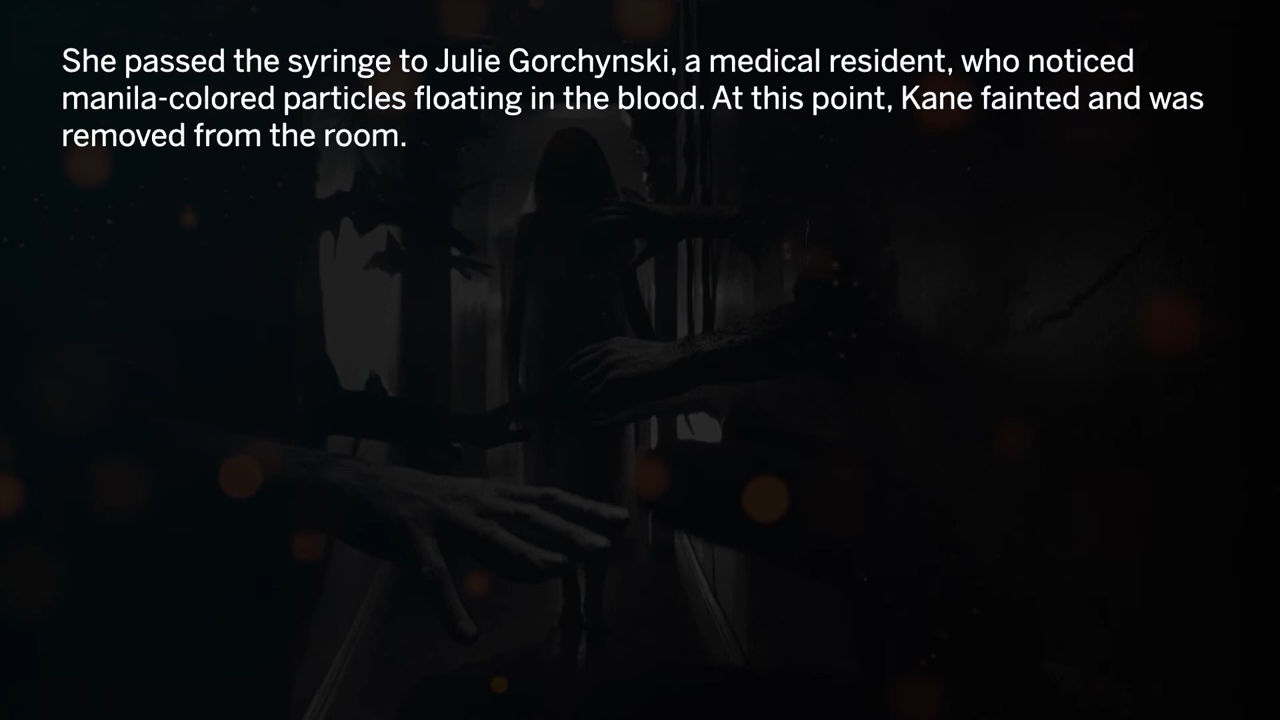 She passed the syringe to Julie Gorchynski, a medical resident, who noticed
manila-colored particles floating in the blood. At this point, Kane fainted and was
removed from the room.